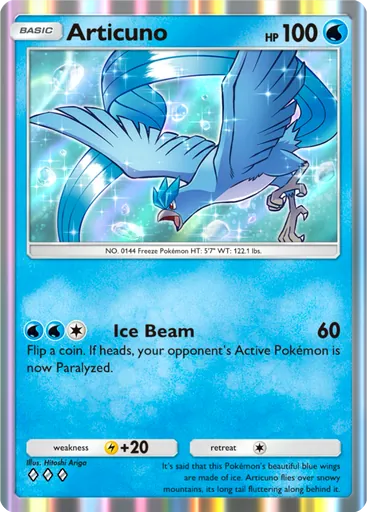 BASIC Articuno HP 100
NO. 0144 Freeze Pokémon HT: 5'7" WT: 122.1 lbs.
Ice Beam 60
Flip a coin. If heads, your opponent's Active Pokémon is
now Paralyzed.
weakness +20 retreat
Illus. Hitoshi Ariga
It's said that this Pokémon's beautiful blue wings
are made of ice. Articuno flies over snowy
mountains, its long tail fluttering along behind it.